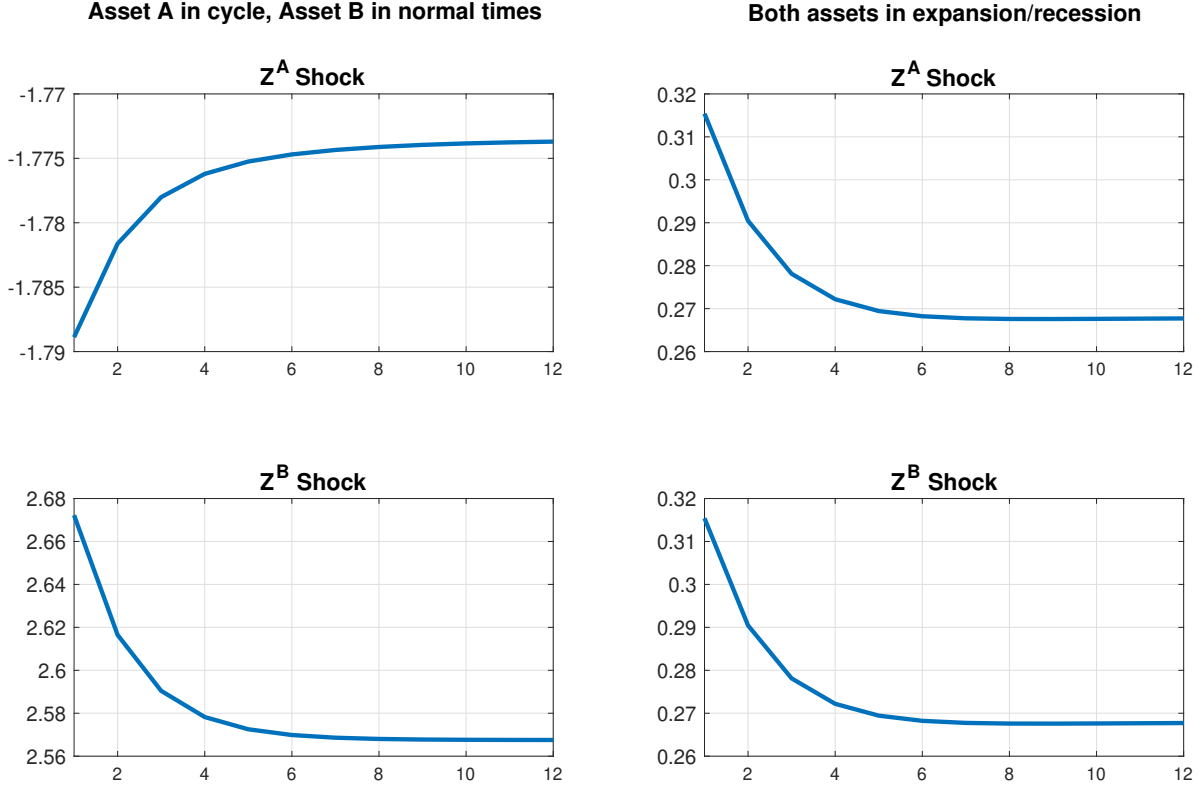 Asset A in cycle, Asset B in normal times
Both assets in expansion/recession
Z^A Shock
-1.77
-1.775
-1.78
-1.785
-1.79
2 4 6 8 10 12
Z^A Shock
0.32
0.31
0.3
0.29
0.28
0.27
0.26
2 4 6 8 10 12
Z^B Shock
2.68
2.66
2.64
2.62
2.6
2.58
2.56
2 4 6 8 10 12
Z^B Shock
0.32
0.31
0.3
0.29
0.28
0.27
0.26
2 4 6 8 10 12